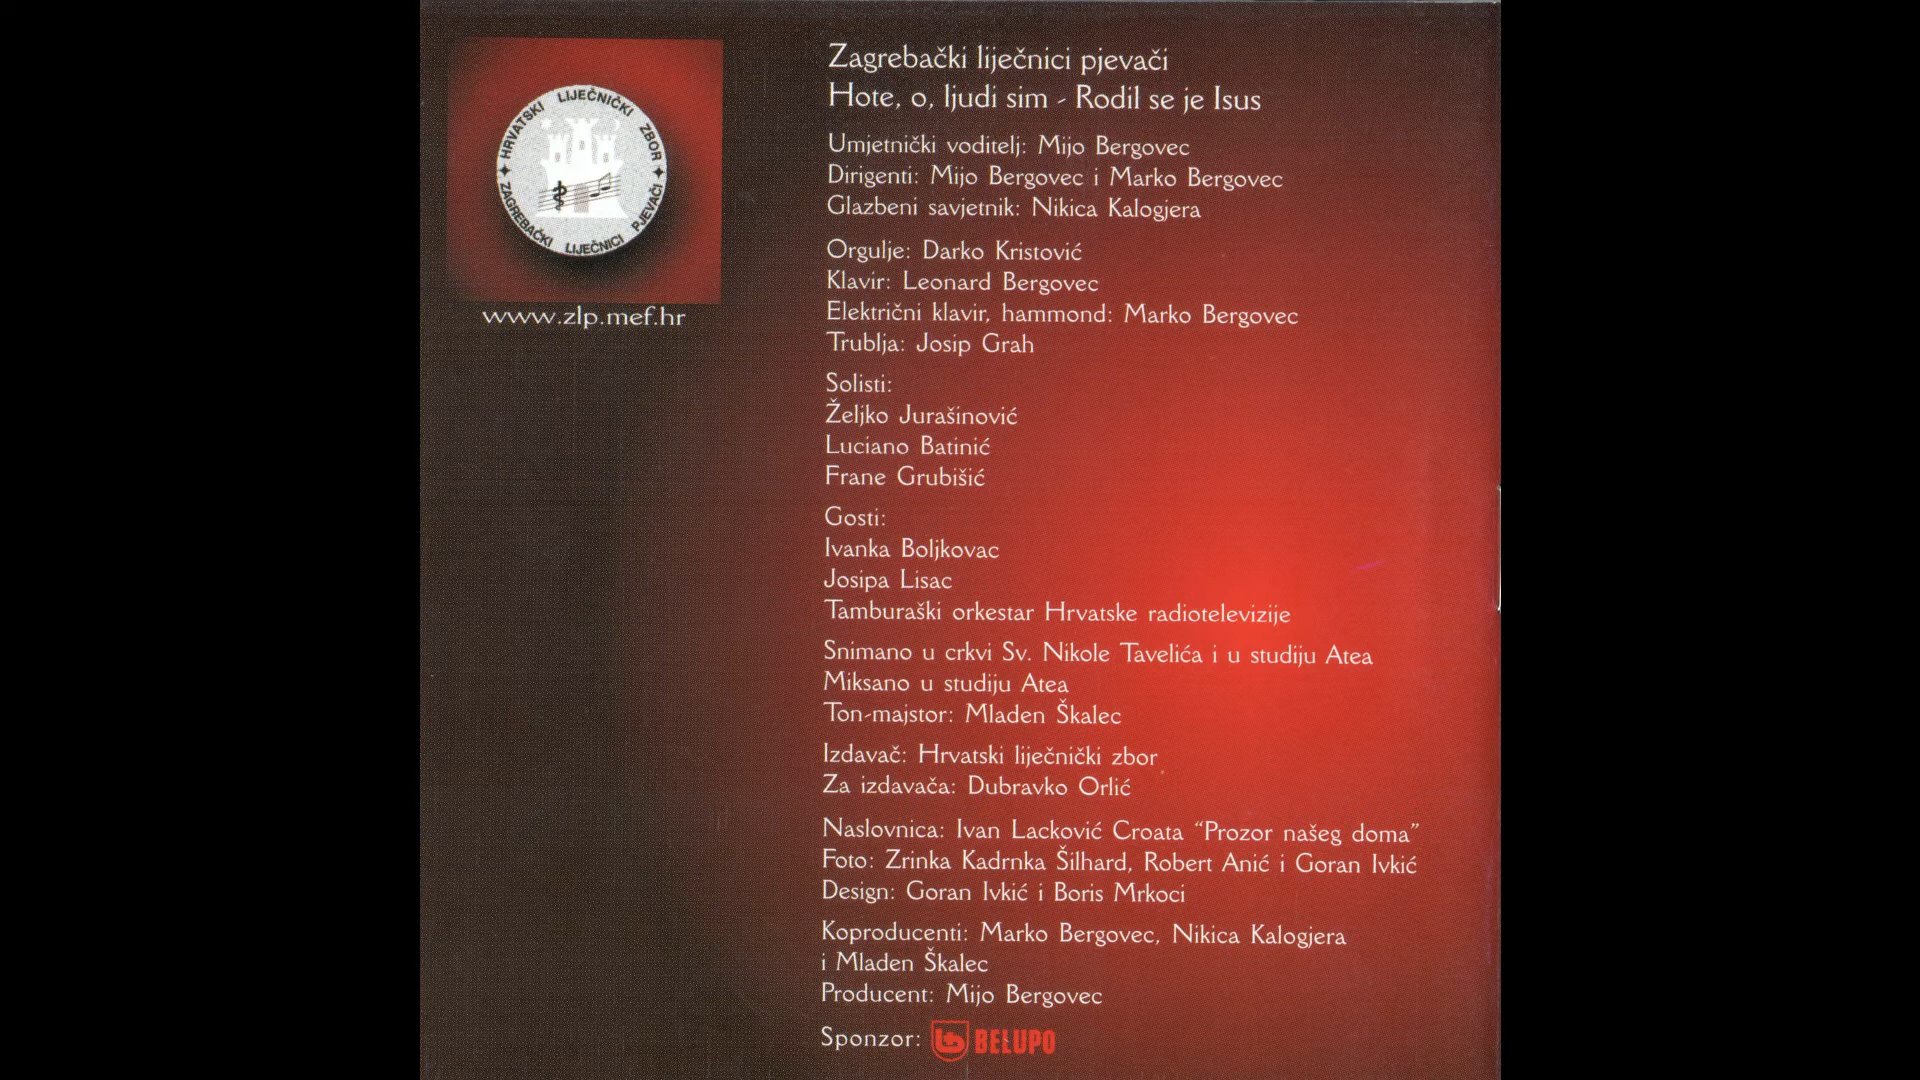 HRVATSKI LIJEČNIČKI ZBOR
ZAGREBAČKI LIJEČNICI PJEVAČI
www.zlp.mef.hr
Zagrebački liječnici pjevači
Hote, o, ljudi sim - Rodil se je Isus
Umjetnički voditelj: Mijo Bergovec
Dirigenti: Mijo Bergovec i Marko Bergovec
Glazbeni savjetnik: Nikica Kalogjera
Orgulje: Darko Kristović
Klavir: Leonard Bergovec
Električni klavir, hammond: Marko Bergovec
Trublja: Josip Grah
Solisti:
Željko Jurašinović
Luciano Batinić
Frane Grubišić
Gosti:
Ivanka Boljkovac
Josipa Lisac
Tamburaški orkestar Hrvatske radiotelevizije
Snimano u crkvi Sv. Nikole Tavelića i u studiju Atea
Miksano u studiju Atea
Ton-majstor: Mladen Škalec
Izdavač: Hrvatski liječnički zbor
Za izdavača: Dubravko Orlić
Naslovnica: Ivan Lacković Croata “Prozor našeg doma”
Foto: Zrinka Kadrnka Šilhard, Robert Anić i Goran Ivkić
Design: Goran Ivkić i Boris Mrkoci
Koproducenti: Marko Bergovec, Nikica Kalogjera
i Mladen Škalec
Producent: Mijo Bergovec
Sponzor: BELUPO